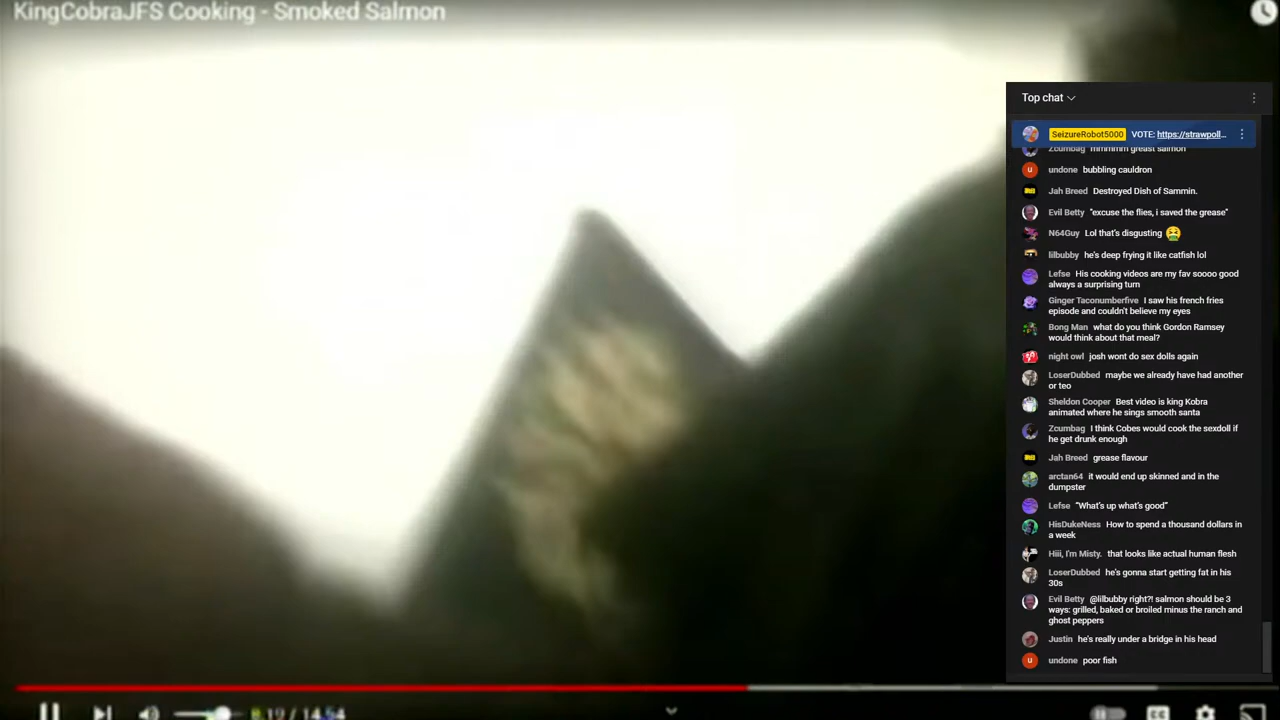 KingCobraJFS Cooking - Smoked Salmon
Top chat
SeizureRobot5000 VOTE: https://strawpoll...
Zcumbag mmmmm greast salmon
undone bubbling cauldron
Jah Breed Destroyed Dish of Sammin.
Evil Betty "excuse the flies, i saved the grease"
N64Guy Lol that's disgusting 🤮
lilbubby he's deep frying it like catfish lol
Lefse His cooking videos are my fav soooo good
always a surprising turn
Ginger Taconumberfive I saw his french fries
episode and couldn't believe my eyes
Bong Man what do you think Gordon Ramsey
would think about that meal?
night owl josh wont do sex dolls again
LoserDubbed maybe we already have had another
or teo
Sheldon Cooper Best video is king Kobra
animated where he sings smooth santa
Zcumbag I think Cobes would cook the sexdoll if
he get drunk enough
Jah Breed grease flavour
arctan64 it would end up skinned and in the
dumpster
Lefse “What's up what's good”
HisDukeNess How to spend a thousand dollars in
a week
Hiii, I'm Misty. that looks like actual human flesh
LoserDubbed he's gonna start getting fat in his
30s
Evil Betty @lilbubby right?! salmon should be 3
ways: grilled, baked or broiled minus the ranch and
ghost peppers
Justin he's really under a bridge in his head
undone poor fish
8:19 / 14:54